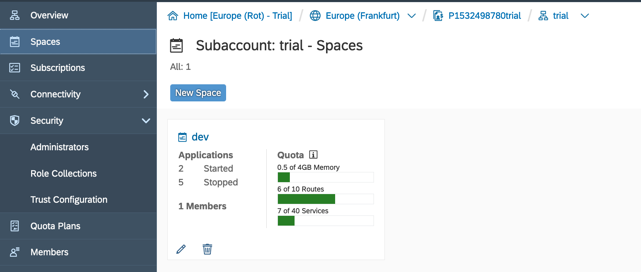 Overview
Spaces
Subscriptions
Connectivity
Security
Administrators
Role Collections
Trust Configuration
Quota Plans
Members
Home [Europe (Rot) - Trial] / Europe (Frankfurt) / P1532498780trial / trial
Subaccount: trial - Spaces
All: 1
New Space
dev
Applications
2 Started
5 Stopped
1 Members
Quota
0.5 of 4GB Memory
6 of 10 Routes
7 of 40 Services